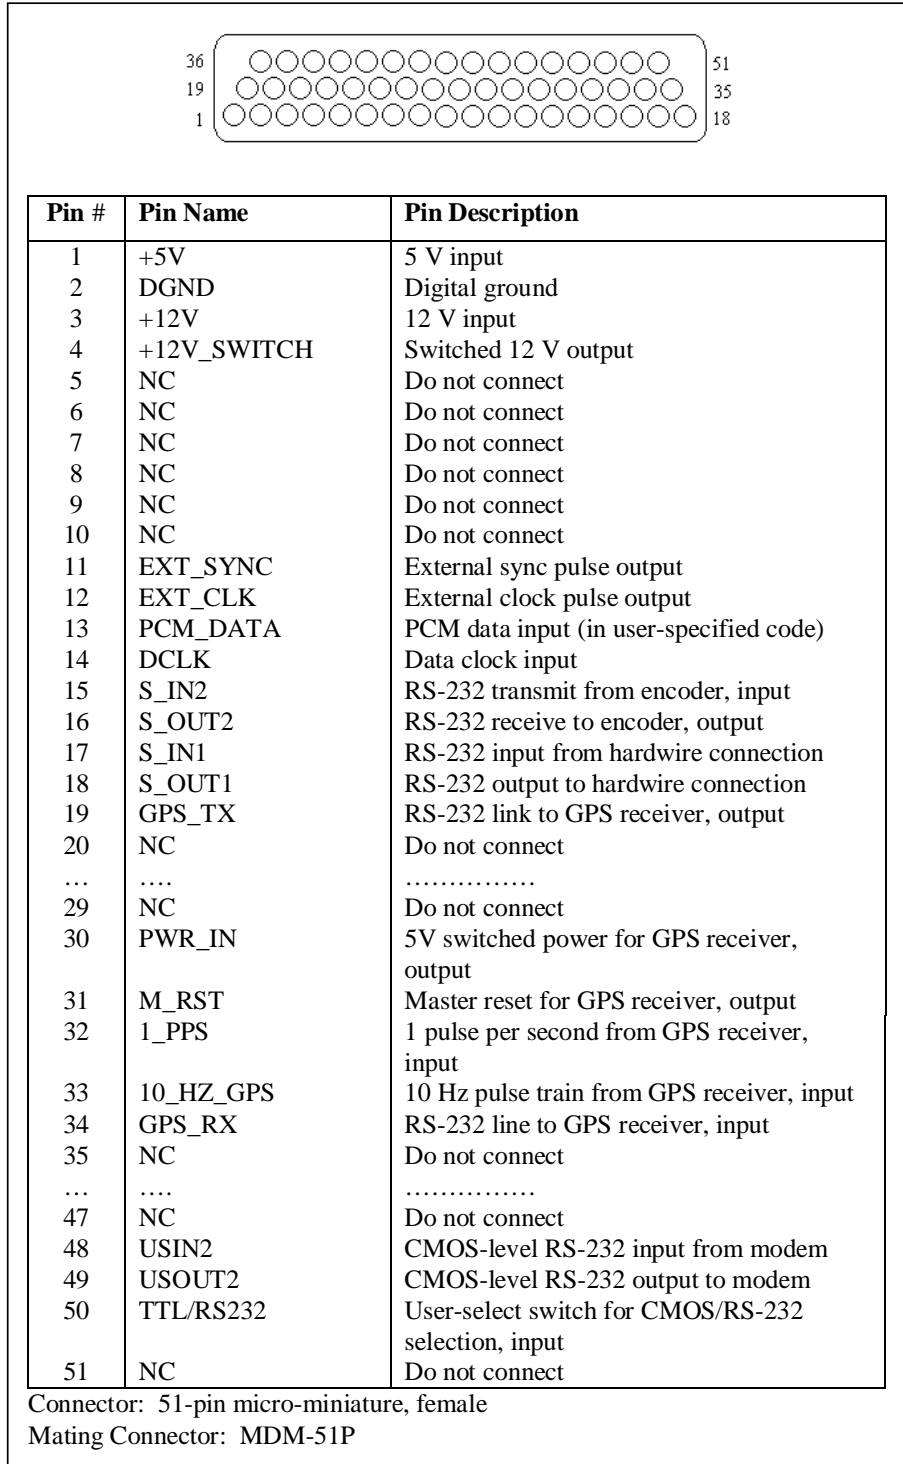 36 51
19 35
1 18
Pin # Pin Name Pin Description
1 +5V 5 V input
2 DGND Digital ground
3 +12V 12 V input
4 +12V_SWITCH Switched 12 V output
5 NC Do not connect
6 NC Do not connect
7 NC Do not connect
8 NC Do not connect
9 NC Do not connect
10 NC Do not connect
11 EXT_SYNC External sync pulse output
12 EXT_CLK External clock pulse output
13 PCM_DATA PCM data input (in user-specified code)
14 DCLK Data clock input
15 S_IN2 RS-232 transmit from encoder, input
16 S_OUT2 RS-232 receive to encoder, output
17 S_IN1 RS-232 input from hardwire connection
18 S_OUT1 RS-232 output to hardwire connection
19 GPS_TX RS-232 link to GPS receiver, output
20 NC Do not connect
… …. ……………
29 NC Do not connect
30 PWR_IN 5V switched power for GPS receiver,
output
31 M_RST Master reset for GPS receiver, output
32 1_PPS 1 pulse per second from GPS receiver,
input
33 10_HZ_GPS 10 Hz pulse train from GPS receiver, input
34 GPS_RX RS-232 line to GPS receiver, input
35 NC Do not connect
… …. ……………
47 NC Do not connect
48 USIN2 CMOS-level RS-232 input from modem
49 USOUT2 CMOS-level RS-232 output to modem
50 TTL/RS232 User-select switch for CMOS/RS-232
selection, input
51 NC Do not connect
Connector: 51-pin micro-miniature, female
Mating Connector: MDM-51P